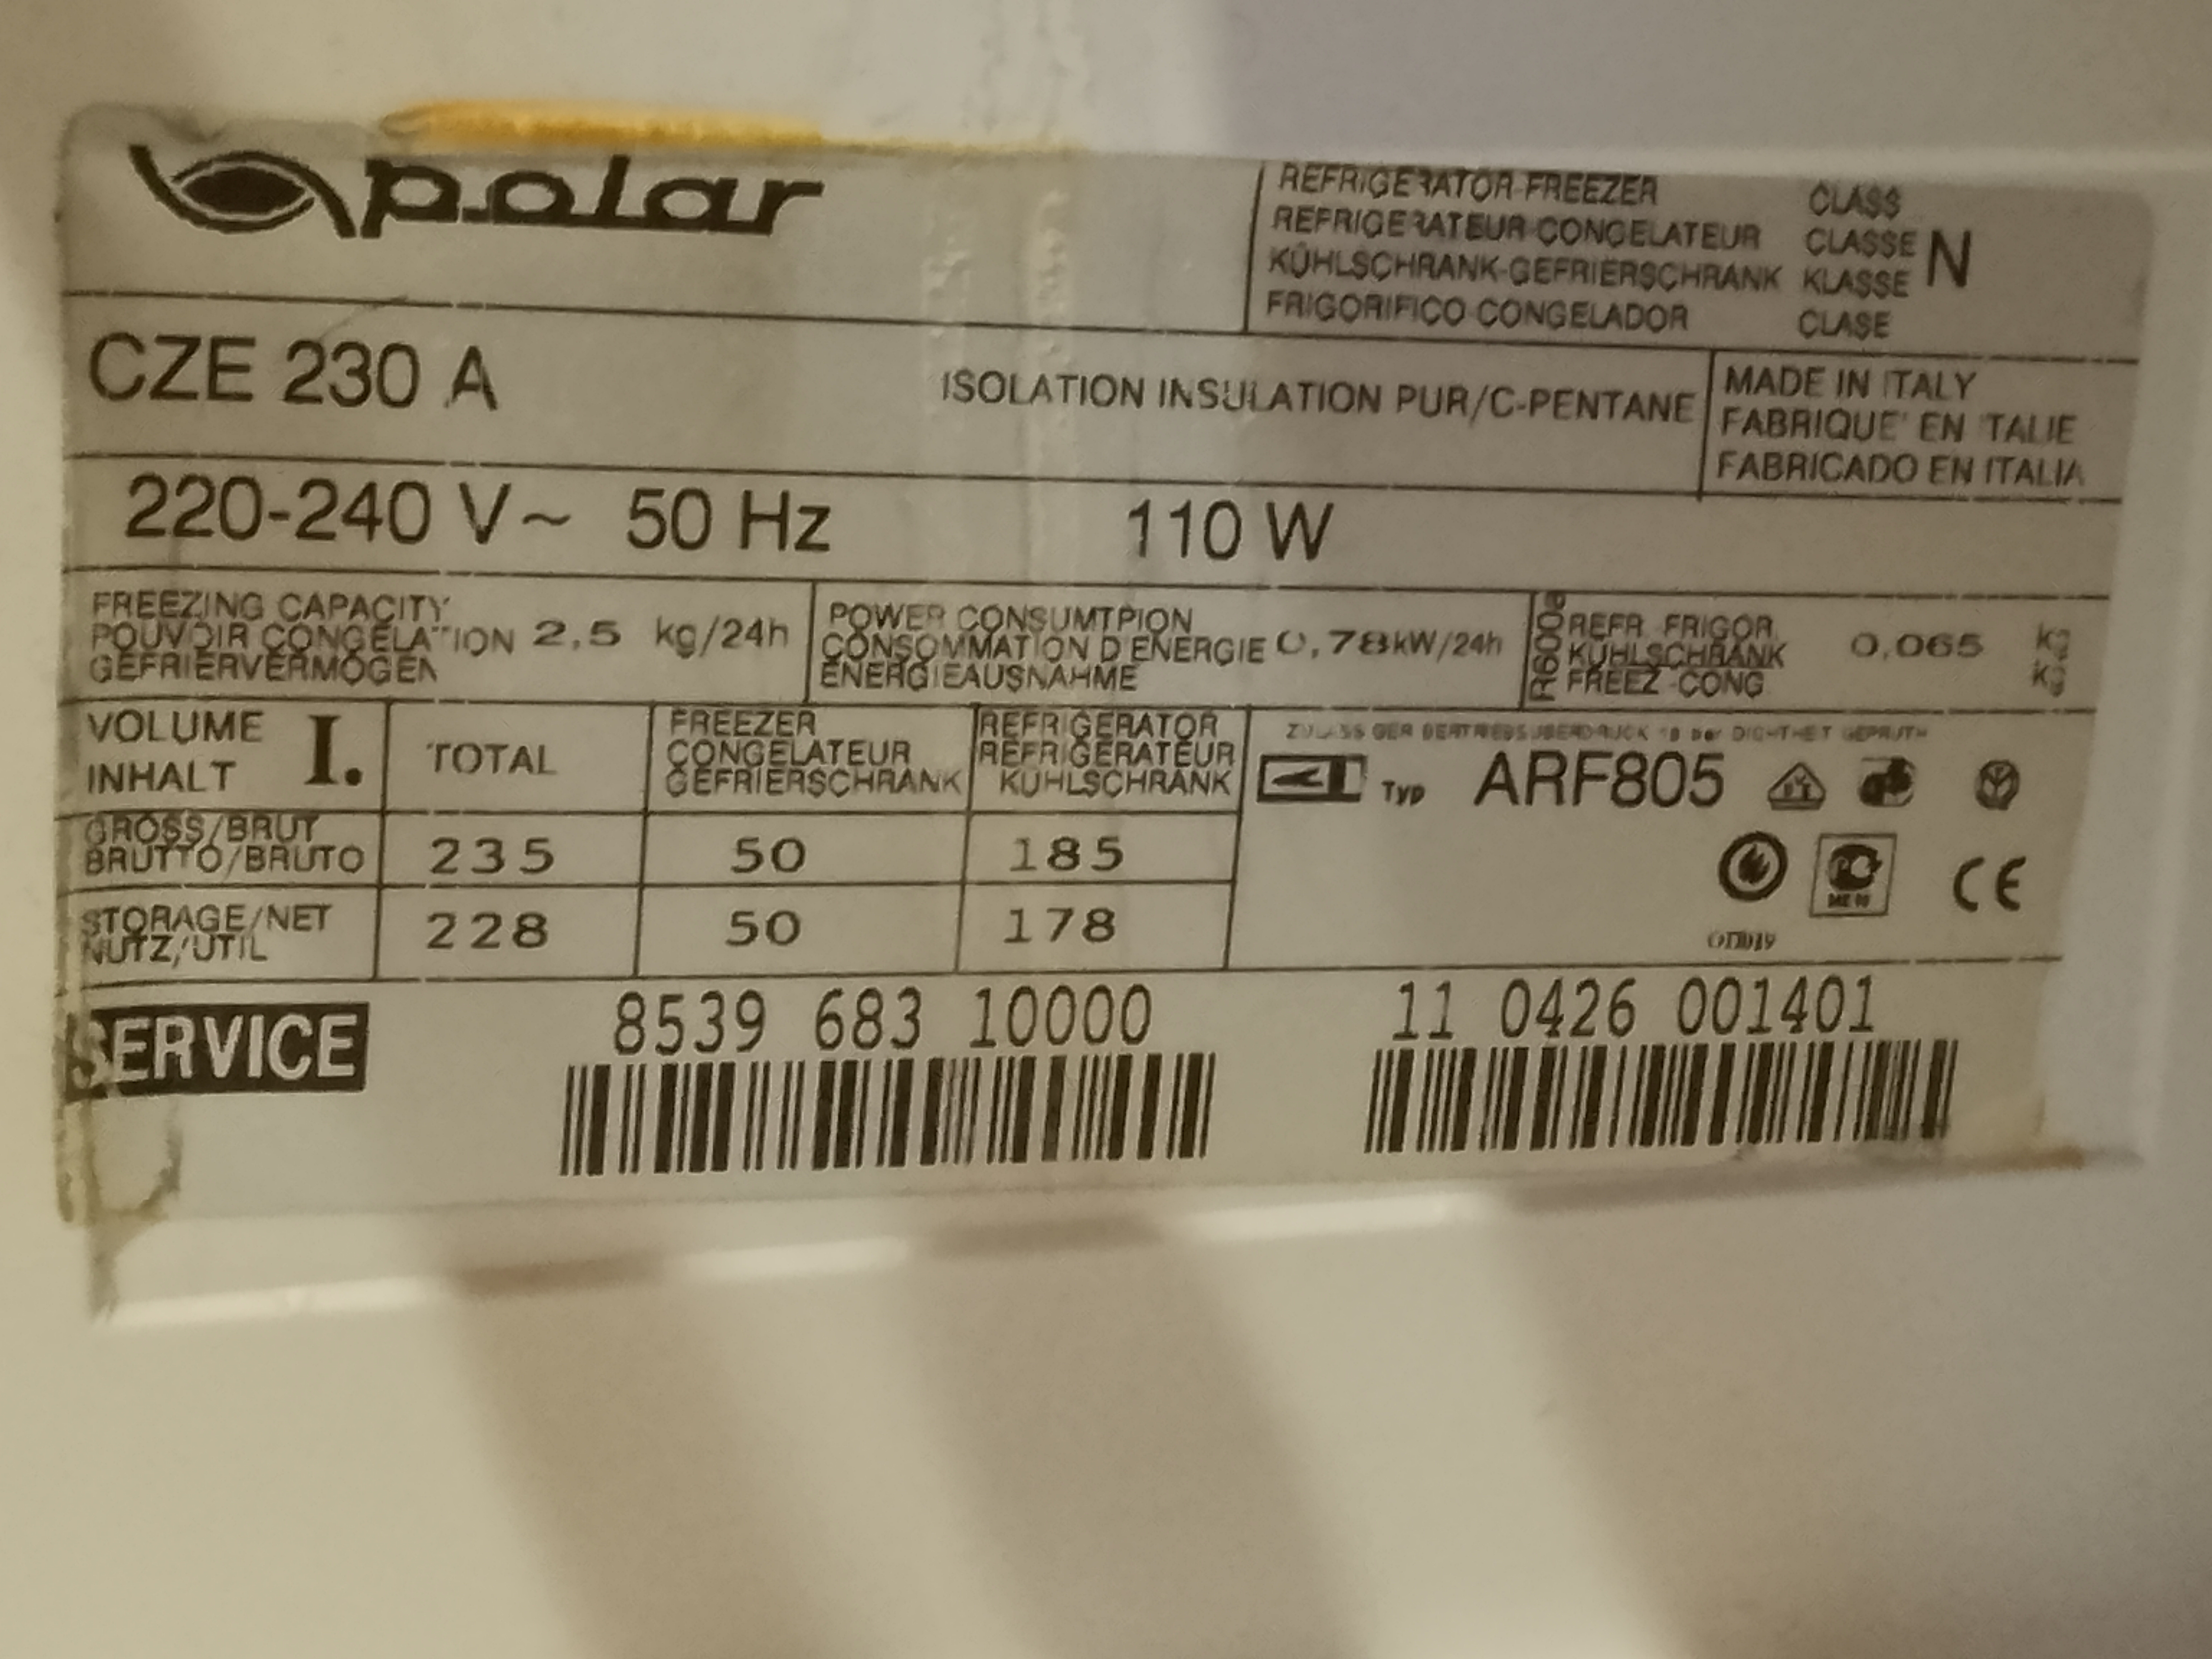 polar
REFRIGERATOR-FREEZER CLASS
REFRIGERATEUR-CONGELATEUR CLASSE N
KÜHLSCHRANK-GEFRIERSCHRANK KLASSE
FRIGORIFICO CONGELADOR CLASE
CZE 230 A
ISOLATION INSULATION PUR/C-PENTANE
MADE IN ITALY
FABRIQUE' EN ITALIE
FABRICADO EN ITALIA
220-240 V ~ 50 Hz 110 W
FREEZING CAPACITY
POUVOIR CONGÉLATION 2,5 kg/24h
GEFRIERVERMÖGEN
POWER CONSUMTPION
CONSOMMATION D'ENERGIE 0,78kW/24h
ENERGIEAUSNAHME
R600a
REFR. FRIGOR.
KÜHLSCHRANK 0,065 kg
FREEZ.-CONG kg
VOLUME
INHALT I.
TOTAL
FREEZER
CONGÉLATEUR
GEFRIERSCHRANK
REFRIGERATOR
REFRIGÉRATEUR
KÜHLSCHRANK
GROSS/BRUT
BRUTTO/BRUTO 235 50 185
STORAGE/NET
NUTZ/UTIL 228 50 178
Typ ARF805
CE
SERVICE
8539 683 10000
11 0426 001401